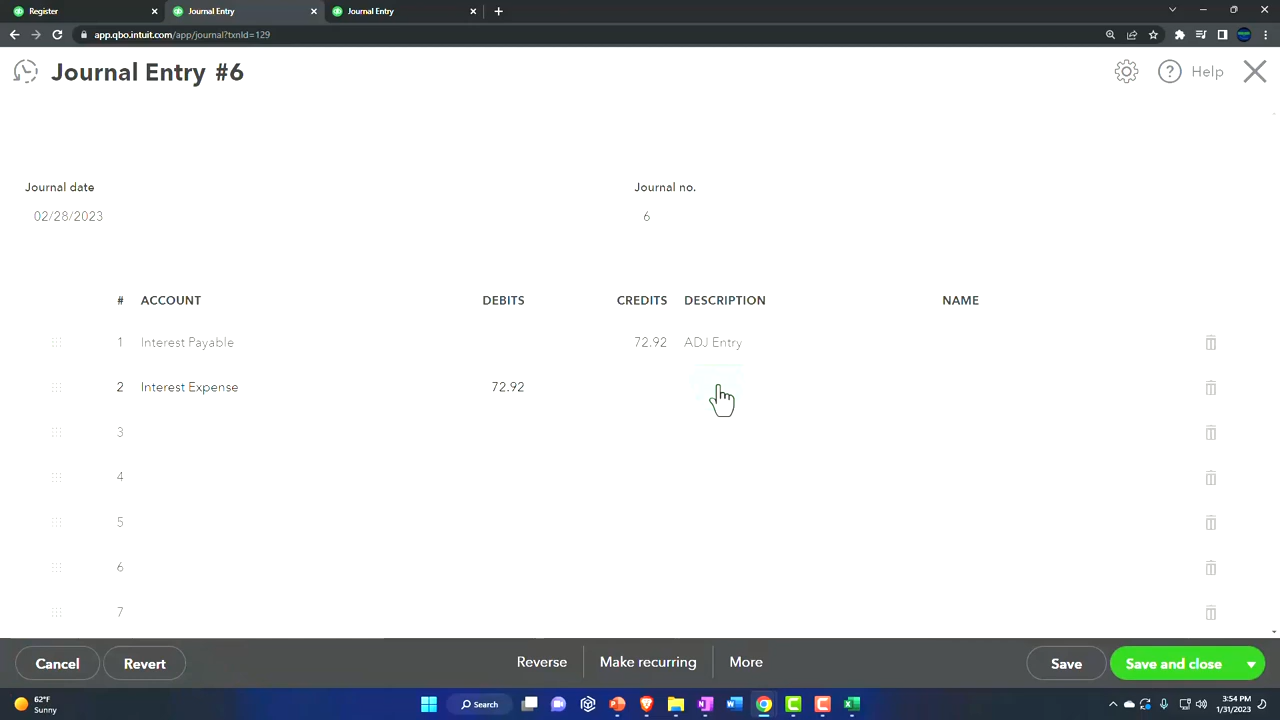 Register
Journal Entry
Journal Entry
app.qbo.intuit.com/app/journal?txnId=129
Journal Entry #6
Help
Journal date
Journal no.
02/28/2023
6
# ACCOUNT DEBITS CREDITS DESCRIPTION NAME
1 Interest Payable 72.92 ADJ Entry
2 Interest Expense 72.92
3
4
5
6
7
Cancel Revert Reverse Make recurring More Save Save and close
62°F
Sunny
Search
3:54 PM
1/31/2023